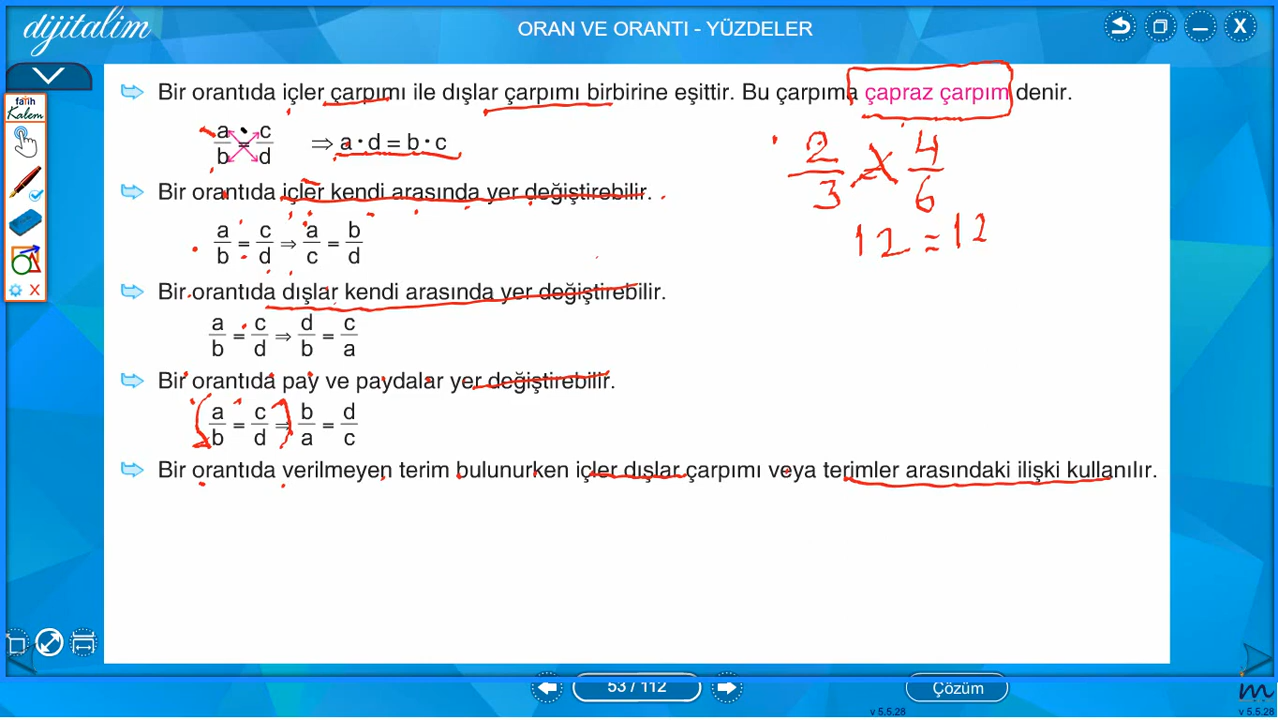 dijitalim
ORAN VE ORANTI - YÜZDELER
X
fatih
Kalem
Bir orantıda içler çarpımı ile dışlar çarpımı birbirine eşittir. Bu çarpıma çapraz çarpım denir.
a/b = c/d ⇒ a · d = b · c
2/3 4/6
12 = 12
Bir orantıda içler kendi arasında yer değiştirebilir.
a/b = c/d ⇒ a/c = b/d
Bir orantıda dışlar kendi arasında yer değiştirebilir.
a/b = c/d ⇒ d/b = c/a
Bir orantıda pay ve paydalar yer değiştirebilir.
a/b = c/d ⇒ b/a = d/c
Bir orantıda verilmeyen terim bulunurken içler dışlar çarpımı veya terimler arasındaki ilişki kullanılır.
53 / 112
Çözüm
m
v 5.5.28
v 5.5.28